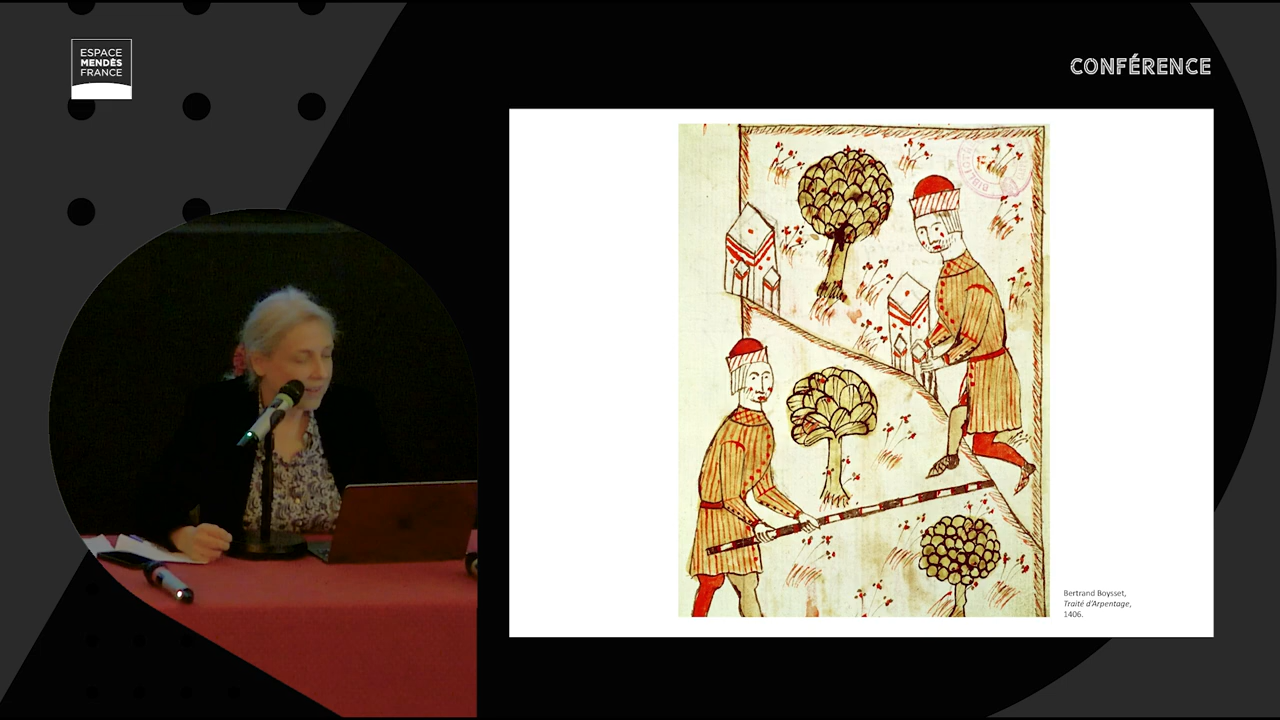 ESPACE
MENDÈS
FRANCE
CONFÉRENCE
Bertrand Boysset,
Traité d'Arpentage,
1406.